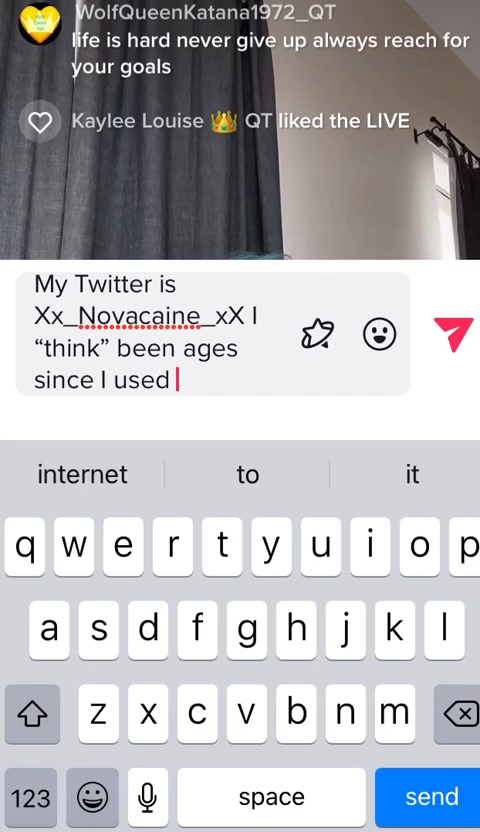 WolfQueenKatana1972_QT
life is hard never give up always reach for
your goals
Kaylee Louise 👑 QT liked the LIVE
My Twitter is
Xx_Novacaine_xX I
“think” been ages
since I used
internet to it
q w e r t y u i o p
a s d f g h j k l
z x c v b n m
123 space send